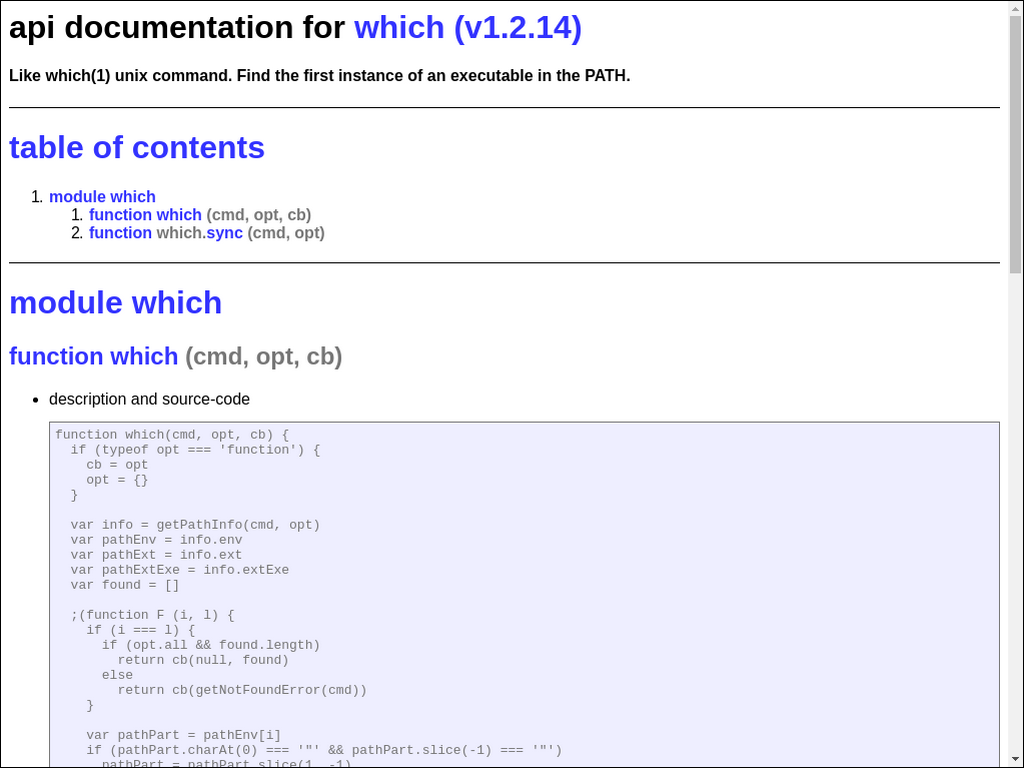 api documentation for which (v1.2.14)
Like which(1) unix command. Find the first instance of an executable in the PATH.
table of contents
1. module which
1. function which (cmd, opt, cb)
2. function which.sync (cmd, opt)
module which
function which (cmd, opt, cb)
• description and source-code
function which(cmd, opt, cb) {
  if (typeof opt === 'function') {
    cb = opt
    opt = {}
  }
  var info = getPathInfo(cmd, opt)
  var pathEnv = info.env
  var pathExt = info.ext
  var pathExtExe = info.extExe
  var found = []
  ;(function F (i, l) {
    if (i === l) {
      if (opt.all && found.length)
        return cb(null, found)
      else
        return cb(getNotFoundError(cmd))
    }
    var pathPart = pathEnv[i]
    if (pathPart.charAt(0) === '"' && pathPart.slice(-1) === '"')
      pathPart = pathPart.slice(1, -1)